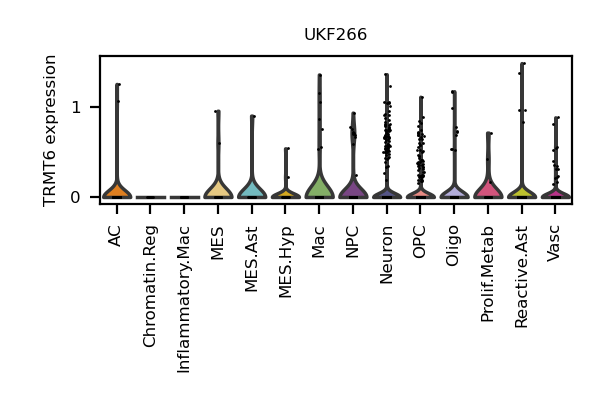 UKF266
TRMT6 expression
1
0
AC
Chromatin.Reg
Inflammatory.Mac
MES
MES.Ast
MES.Hyp
Mac
NPC
Neuron
OPC
Oligo
Prolif.Metab
Reactive.Ast
Vasc